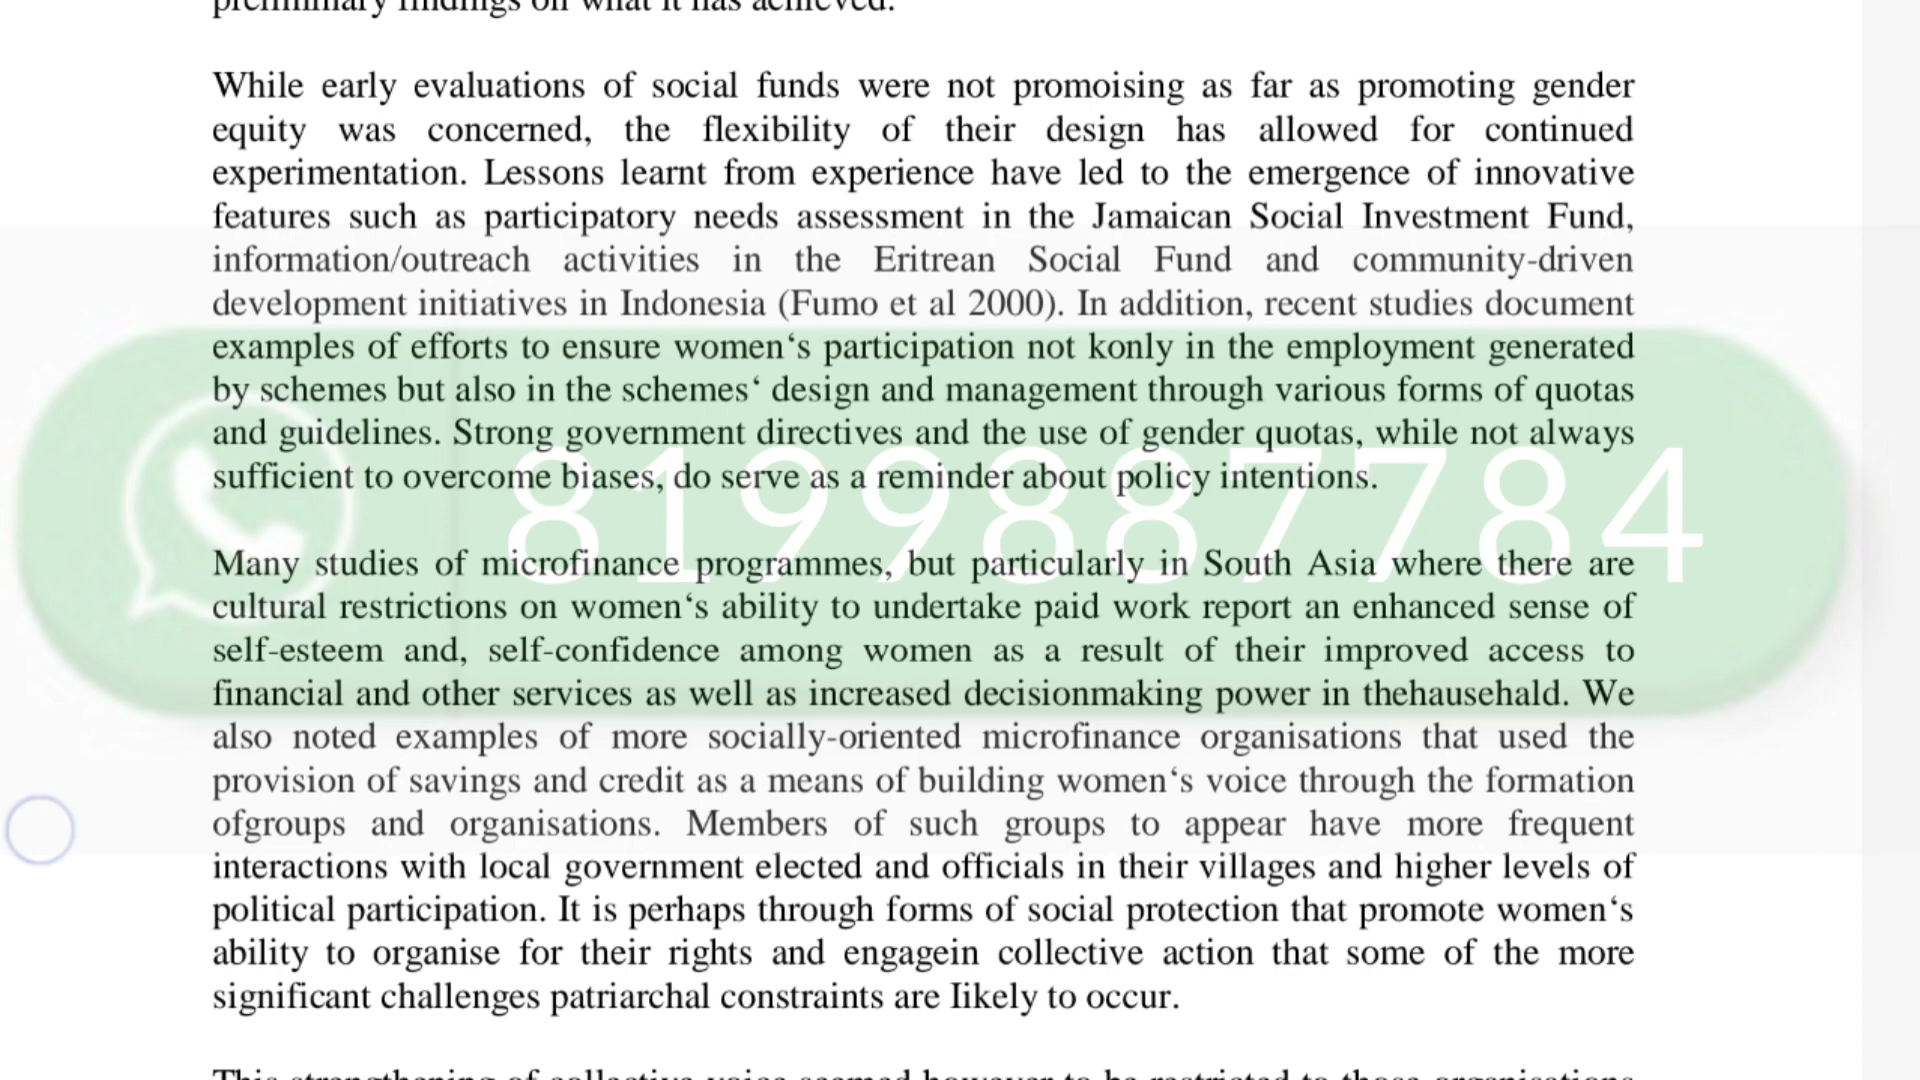 preliminary findings on what it has achieved.
While early evaluations of social funds were not promoising as far as promoting gender
equity was concerned, the flexibility of their design has allowed for continued
experimentation. Lessons learnt from experience have led to the emergence of innovative
features such as participatory needs assessment in the Jamaican Social Investment Fund,
information/outreach activities in the Eritrean Social Fund and community-driven
development initiatives in Indonesia (Fumo et al 2000). In addition, recent studies document
examples of efforts to ensure women‘s participation not konly in the employment generated
by schemes but also in the schemes‘ design and management through various forms of quotas
and guidelines. Strong government directives and the use of gender quotas, while not always
sufficient to overcome biases, do serve as a reminder about policy intentions.
8199887784
Many studies of microfinance programmes, but particularly in South Asia where there are
cultural restrictions on women‘s ability to undertake paid work report an enhanced sense of
self-esteem and, self-confidence among women as a result of their improved access to
financial and other services as well as increased decisionmaking power in thehausehald. We
also noted examples of more socially-oriented microfinance organisations that used the
provision of savings and credit as a means of building women‘s voice through the formation
ofgroups and organisations. Members of such groups to appear have more frequent
interactions with local government elected and officials in their villages and higher levels of
political participation. It is perhaps through forms of social protection that promote women‘s
ability to organise for their rights and engagein collective action that some of the more
significant challenges patriarchal constraints are Iikely to occur.
This strengthening of collective voice seemed however to be restricted to those organisations